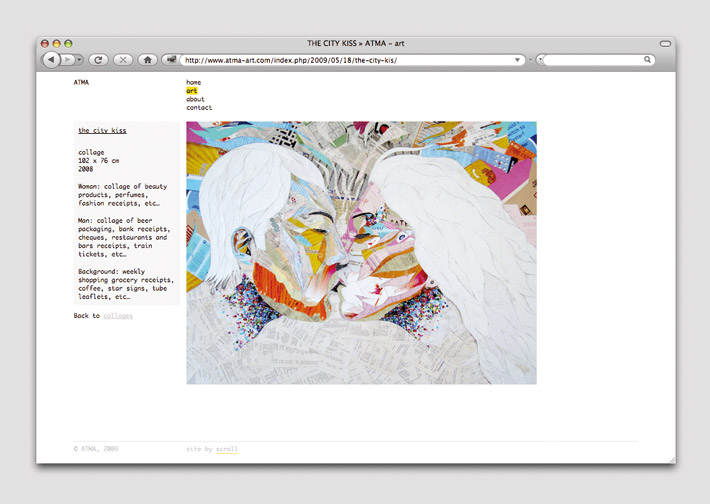 THE CITY KISS » ATMA - art
http://www.atma-art.com/index.php/2009/05/18/the-city-kis/
ATMA
home
art
about
contact
the city kiss
collage
102 x 76 cm
2008
Woman: collage of beauty
products, perfumes,
fashion receipts, etc…
Man: collage of beer
packaging, bank receipts,
cheques, restaurants and
bars receipts, train
tickets, etc…
Background: weekly
shopping grocery receipts,
coffee, star signs, tube
leaflets, etc…
Back to collages
© ATMA, 2009
site by scroll